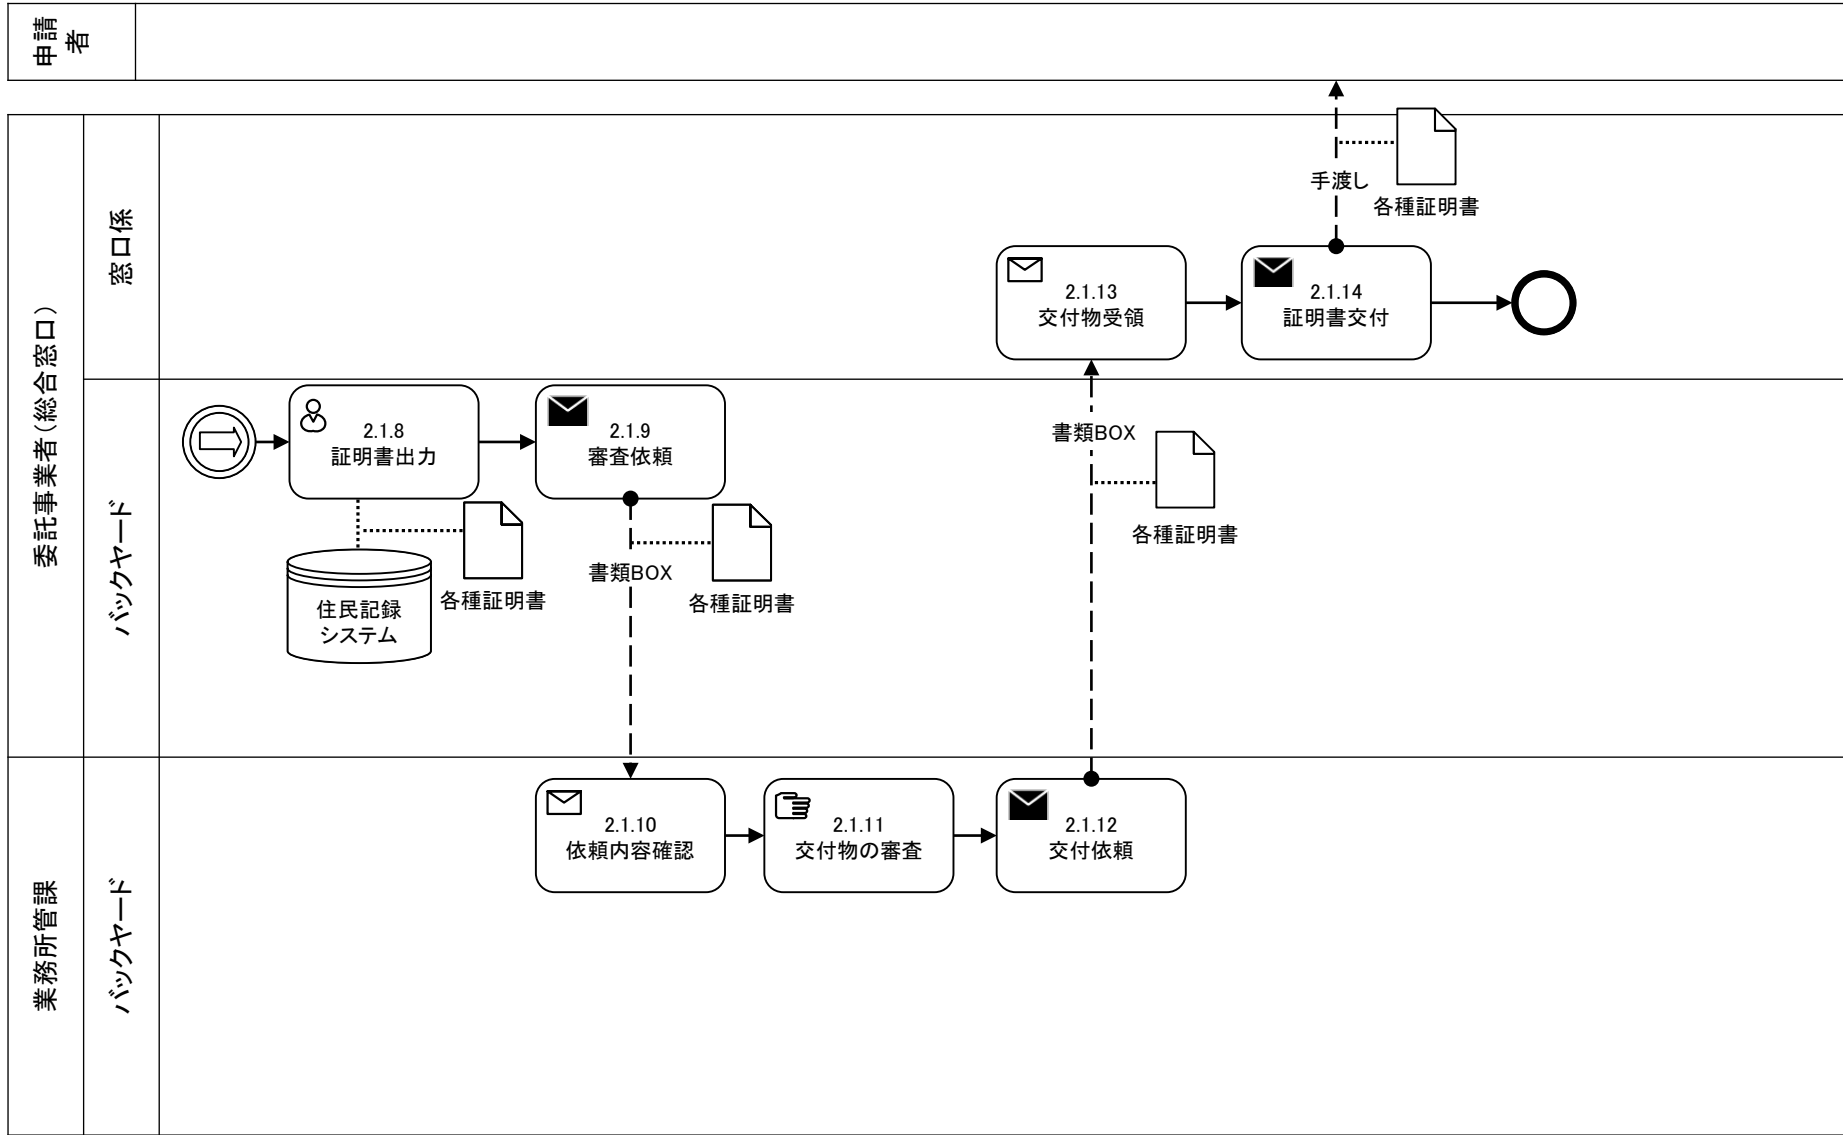 申請
者
委託事業者（総合窓口）
窓口係
手渡し
各種証明書
2.1.13
交付物受領
2.1.14
証明書交付
バックヤード
2.1.8
証明書出力
2.1.9
審査依頼
書類BOX
各種証明書
住民記録
システム
各種証明書
書類BOX
各種証明書
業務所管課
バックヤード
2.1.10
依頼内容確認
2.1.11
交付物の審査
2.1.12
交付依頼